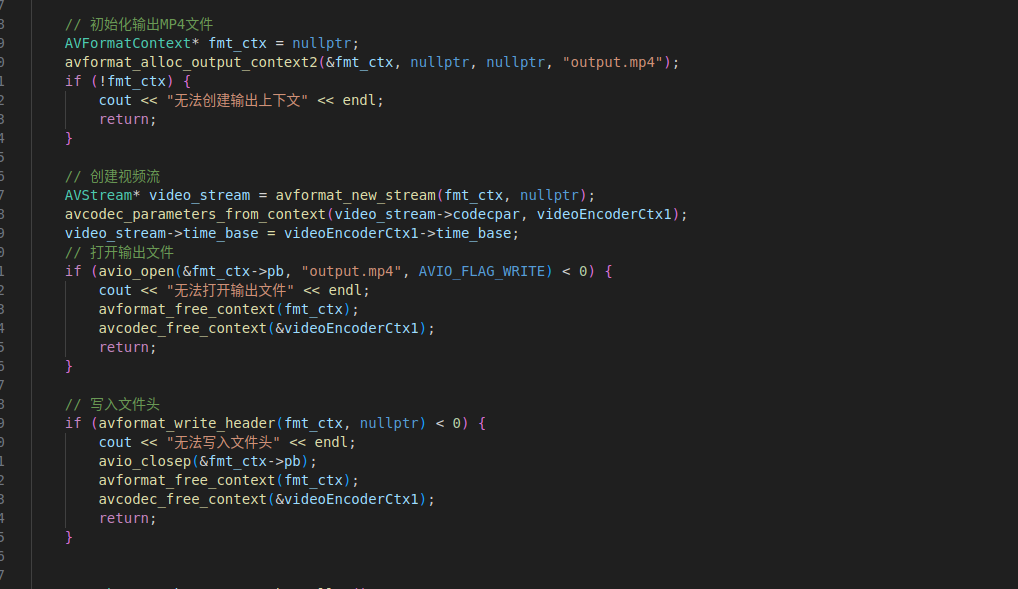 // 初始化输出MP4文件
AVFormatContext* fmt_ctx = nullptr;
avformat_alloc_output_context2(&fmt_ctx, nullptr, nullptr, "output.mp4");
if (!fmt_ctx) {
cout << "无法创建输出上下文" << endl;
return;
}
// 创建视频流
AVStream* video_stream = avformat_new_stream(fmt_ctx, nullptr);
avcodec_parameters_from_context(video_stream->codecpar, videoEncoderCtx1);
video_stream->time_base = videoEncoderCtx1->time_base;
// 打开输出文件
if (avio_open(&fmt_ctx->pb, "output.mp4", AVIO_FLAG_WRITE) < 0) {
cout << "无法打开输出文件" << endl;
avformat_free_context(fmt_ctx);
avcodec_free_context(&videoEncoderCtx1);
return;
}
// 写入文件头
if (avformat_write_header(fmt_ctx, nullptr) < 0) {
cout << "无法写入文件头" << endl;
avio_closep(&fmt_ctx->pb);
avformat_free_context(fmt_ctx);
avcodec_free_context(&videoEncoderCtx1);
return;
}